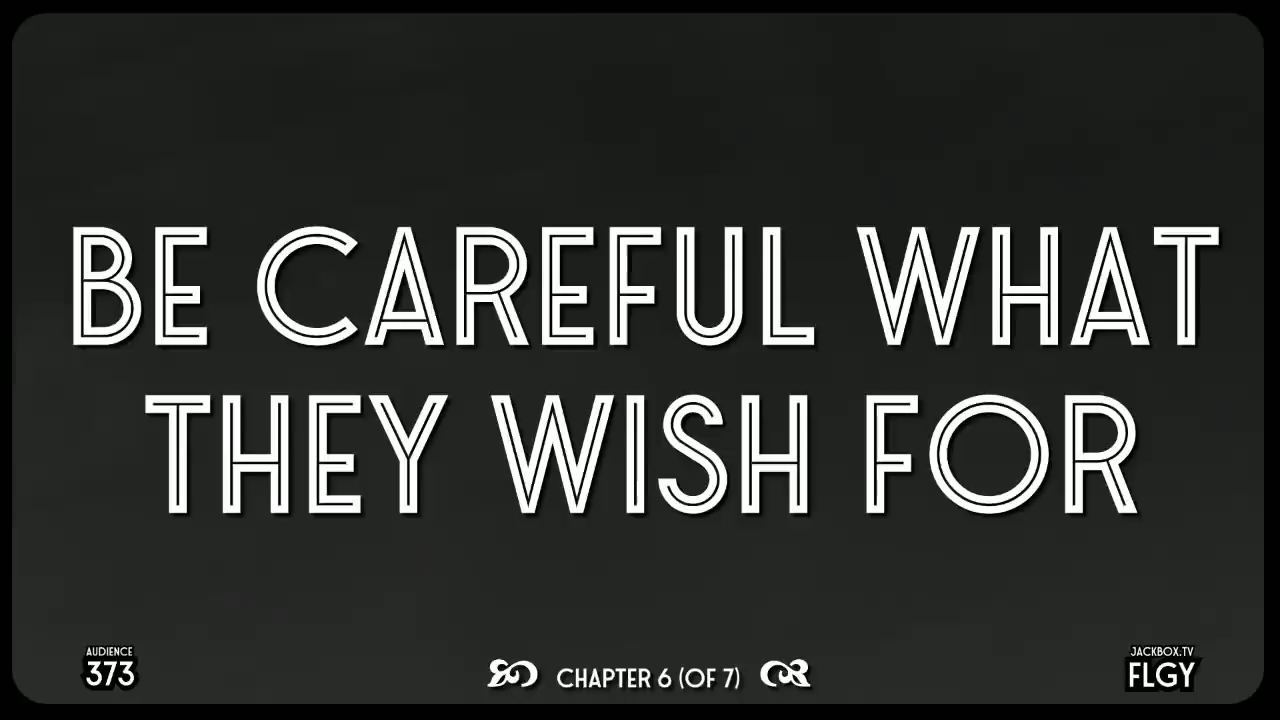 BE CAREFUL WHAT
THEY WISH FOR
AUDIENCE
373
CHAPTER 6 (OF 7)
JACKBOX.TV
FLGY